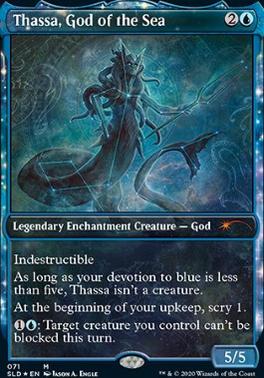 Thassa, God of the Sea 2
Legendary Enchantment Creature — God
Indestructible
As long as your devotion to blue is less
than five, Thassa isn't a creature.
At the beginning of your upkeep, scry 1.
1: Target creature you control can't be
blocked this turn.
5/5
071 M
SLD ★ EN Jason A. Engle
™ & © 2020 Wizards of the Coast